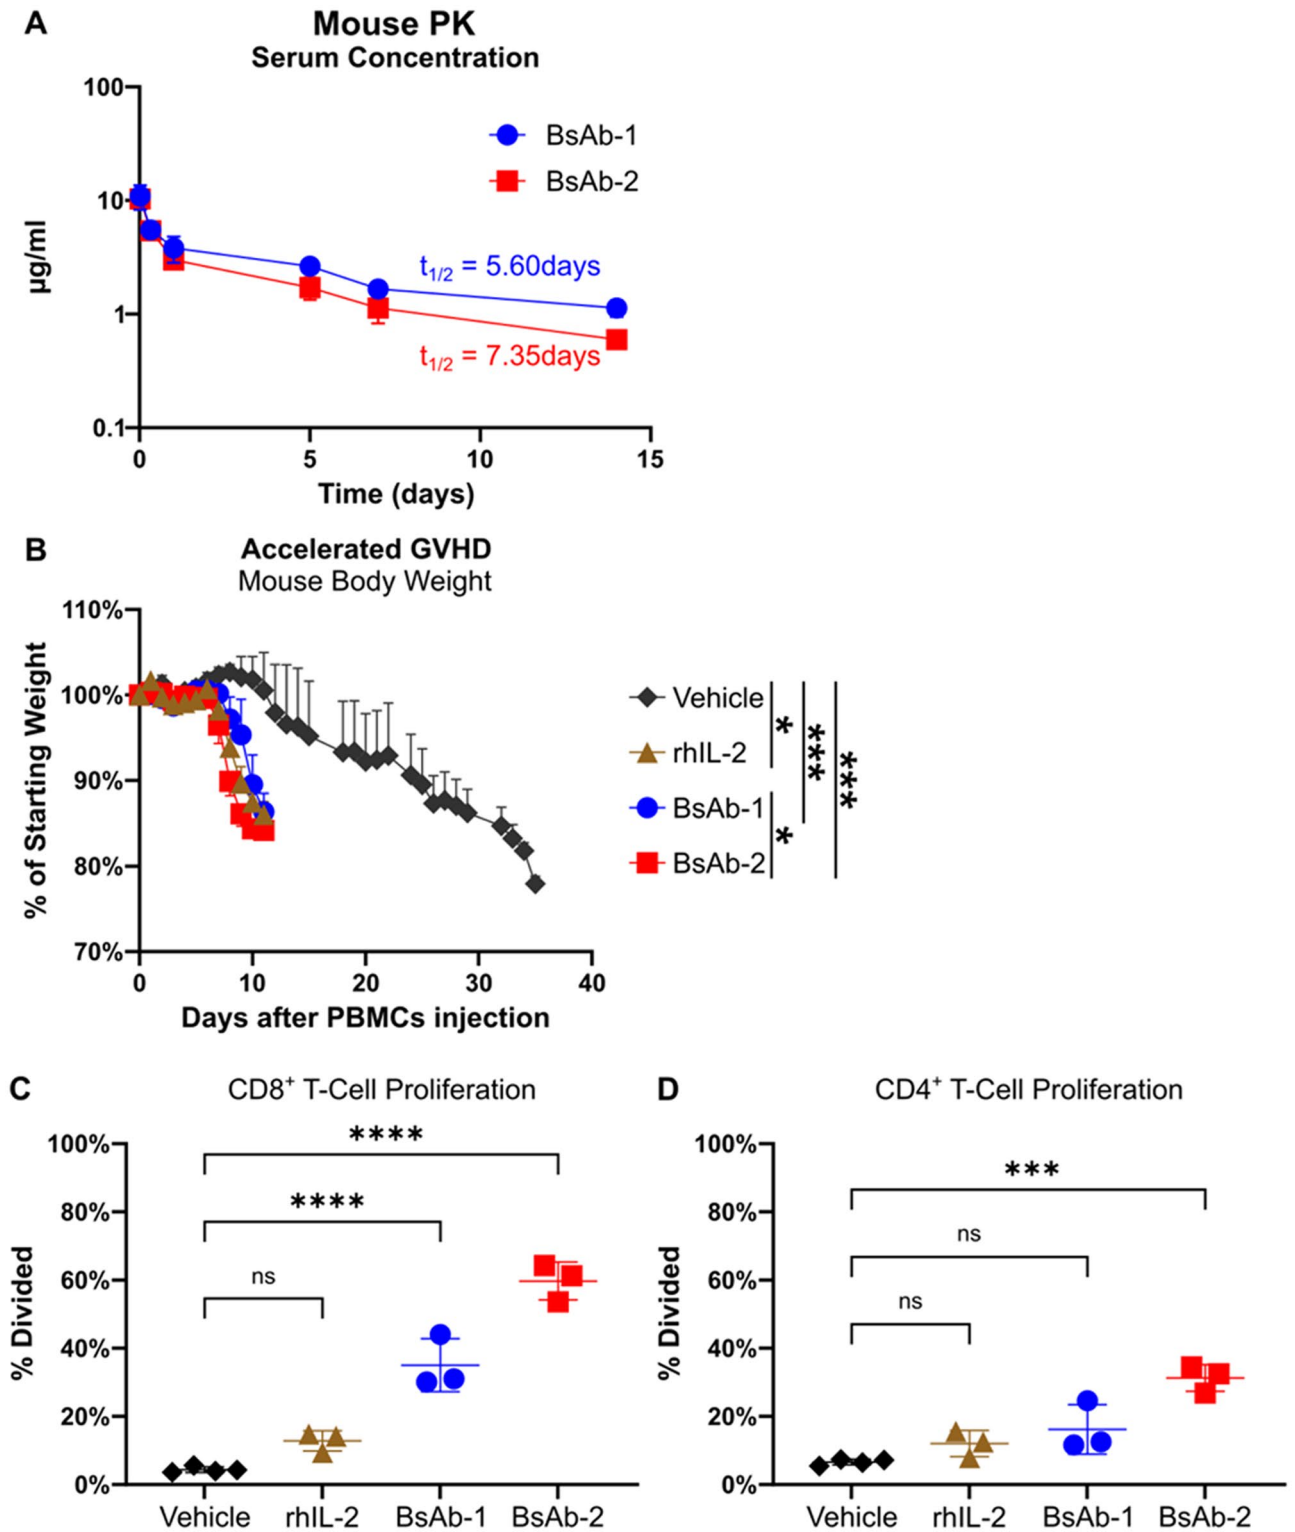 A
Mouse PK
Serum Concentration
100
10
1
0.1
µg/ml
BsAb-1
BsAb-2
t1/2 = 5.60days
t1/2 = 7.35days
0 5 10 15
Time (days)
B
Accelerated GVHD
Mouse Body Weight
110%
100%
90%
80%
70%
% of Starting Weight
0 10 20 30 40
Days after PBMCs injection
Vehicle
rhIL-2
BsAb-1
BsAb-2
*
*
***
***
C
CD8+ T-Cell Proliferation
100%
80%
60%
40%
20%
0%
% Divided
****
****
ns
Vehicle rhIL-2 BsAb-1 BsAb-2
D
CD4+ T-Cell Proliferation
100%
80%
60%
40%
20%
0%
% Divided
***
ns
ns
Vehicle rhIL-2 BsAb-1 BsAb-2